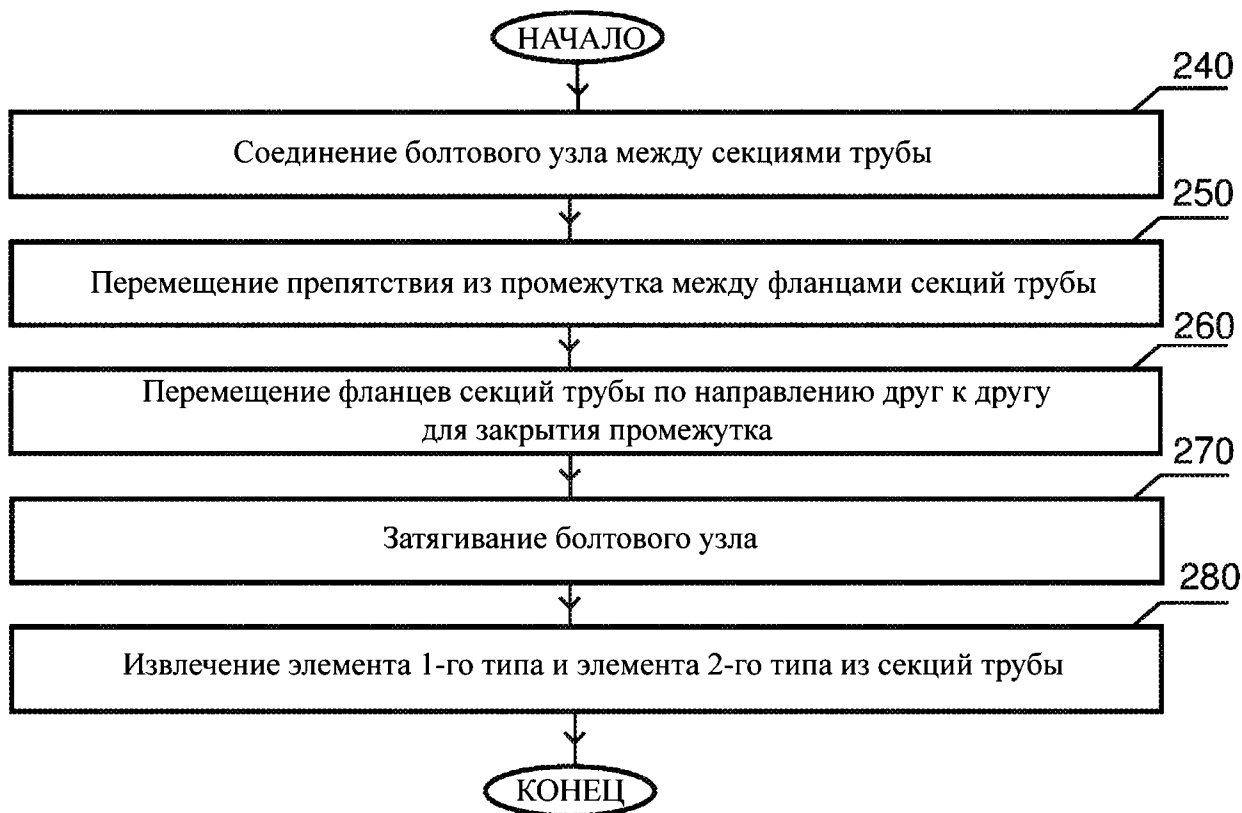 НАЧАЛО
240
Соединение болтового узла между секциями трубы
250
Перемещение препятствия из промежутка между фланцами секций трубы
260
Перемещение фланцев секций трубы по направлению друг к другу
для закрытия промежутка
270
Затягивание болтового узла
280
Извлечение элемента 1-го типа и элемента 2-го типа из секций трубы
КОНЕЦ